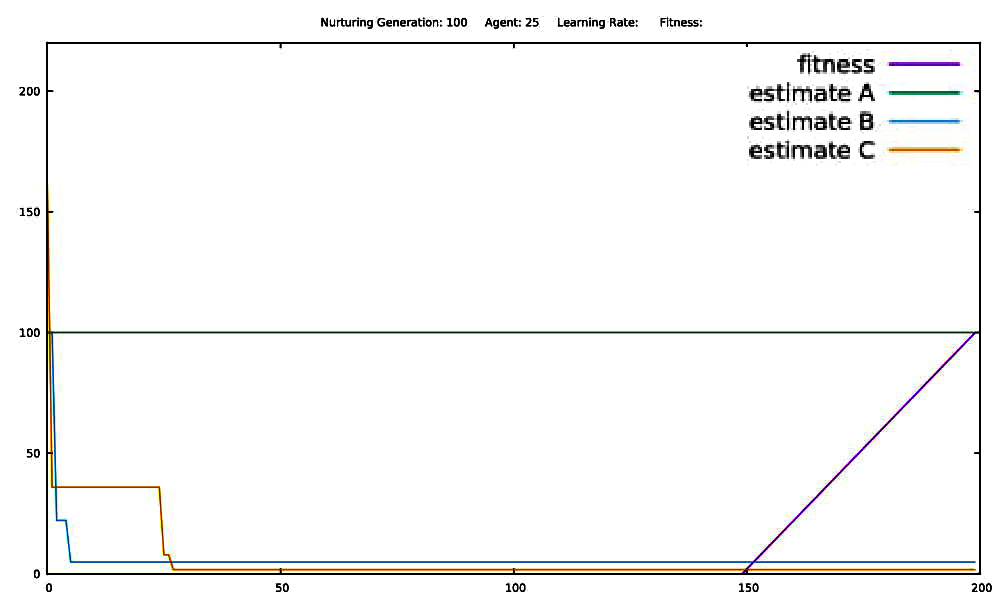 Nurturing Generation: 100 Agent: 25 Learning Rate: Fitness:
fitness
estimate A
estimate B
estimate C
200
150
100
50
0
0 50 100 150 200